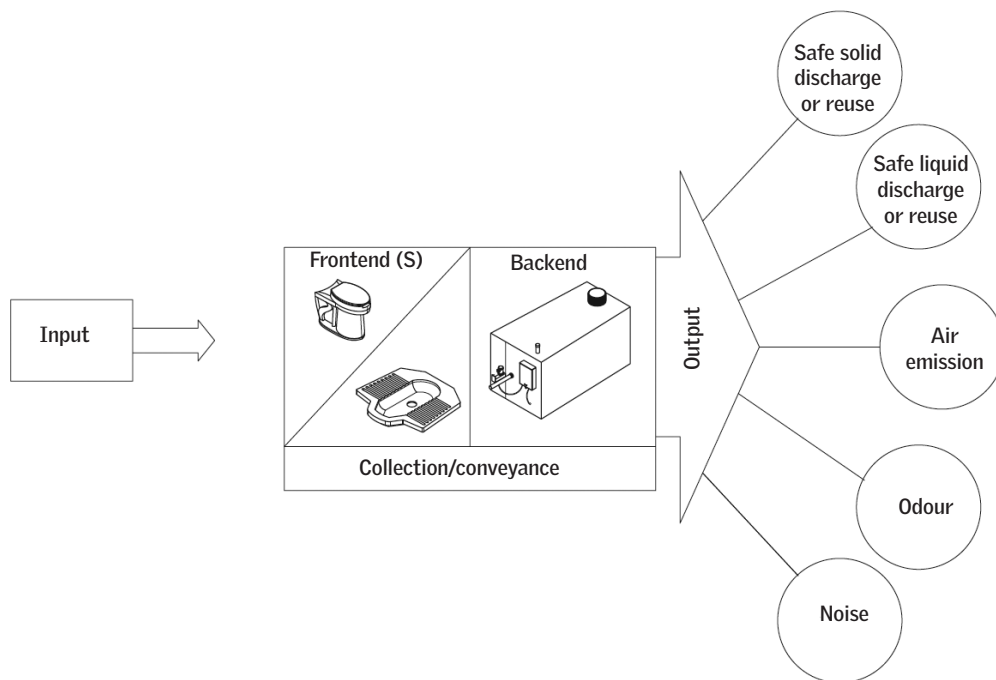 Input
Frontend (S)
Backend
Collection/conveyance
Output
Safe solid
discharge
or reuse
Safe liquid
discharge
or reuse
Air
emission
Odour
Noise